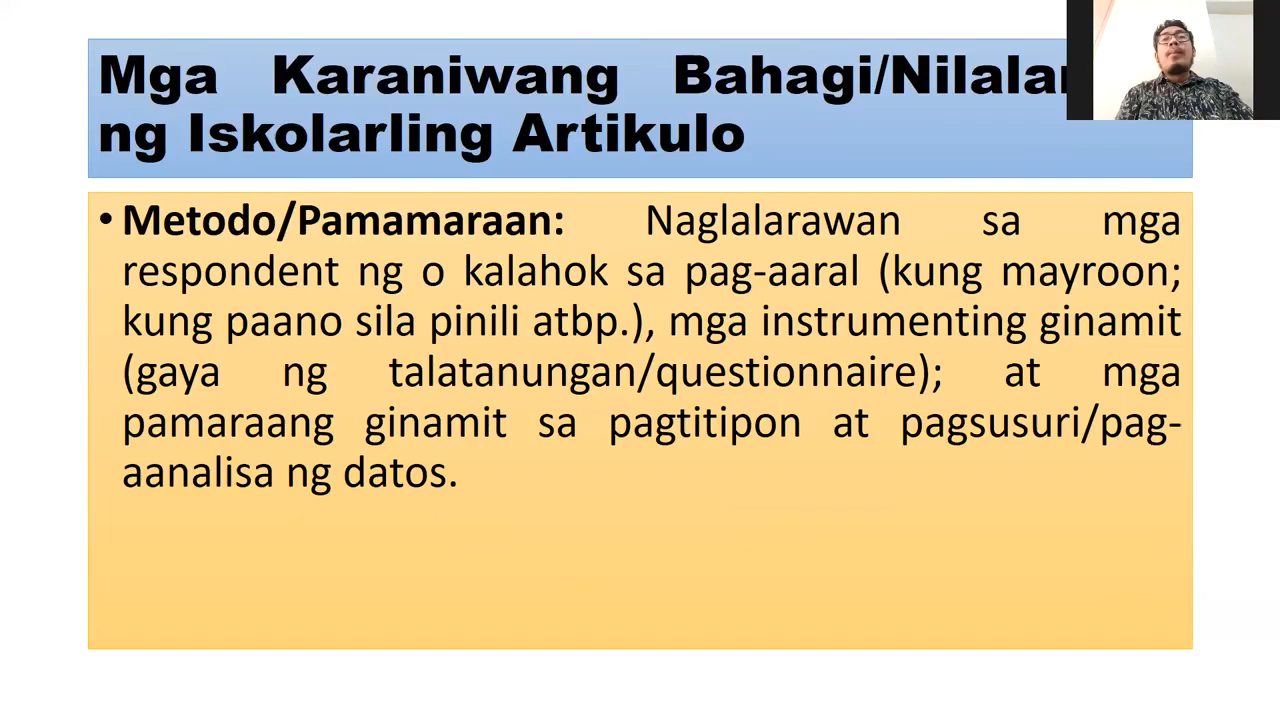 Mga Karaniwang
ng Iskolarling Artikulo
• Metodo/Pamamaraan: Naglalarawan sa mga
respondent ng o kalahok sa pag-aaral (kung mayroon;
kung paano sila pinili atbp.), mga instrumenting ginamit
(gaya ng talatanungan/questionnaire); at mga
pamaraang ginamit sa pagtitipon at pagsusuri/pag-
aanalisa ng datos.